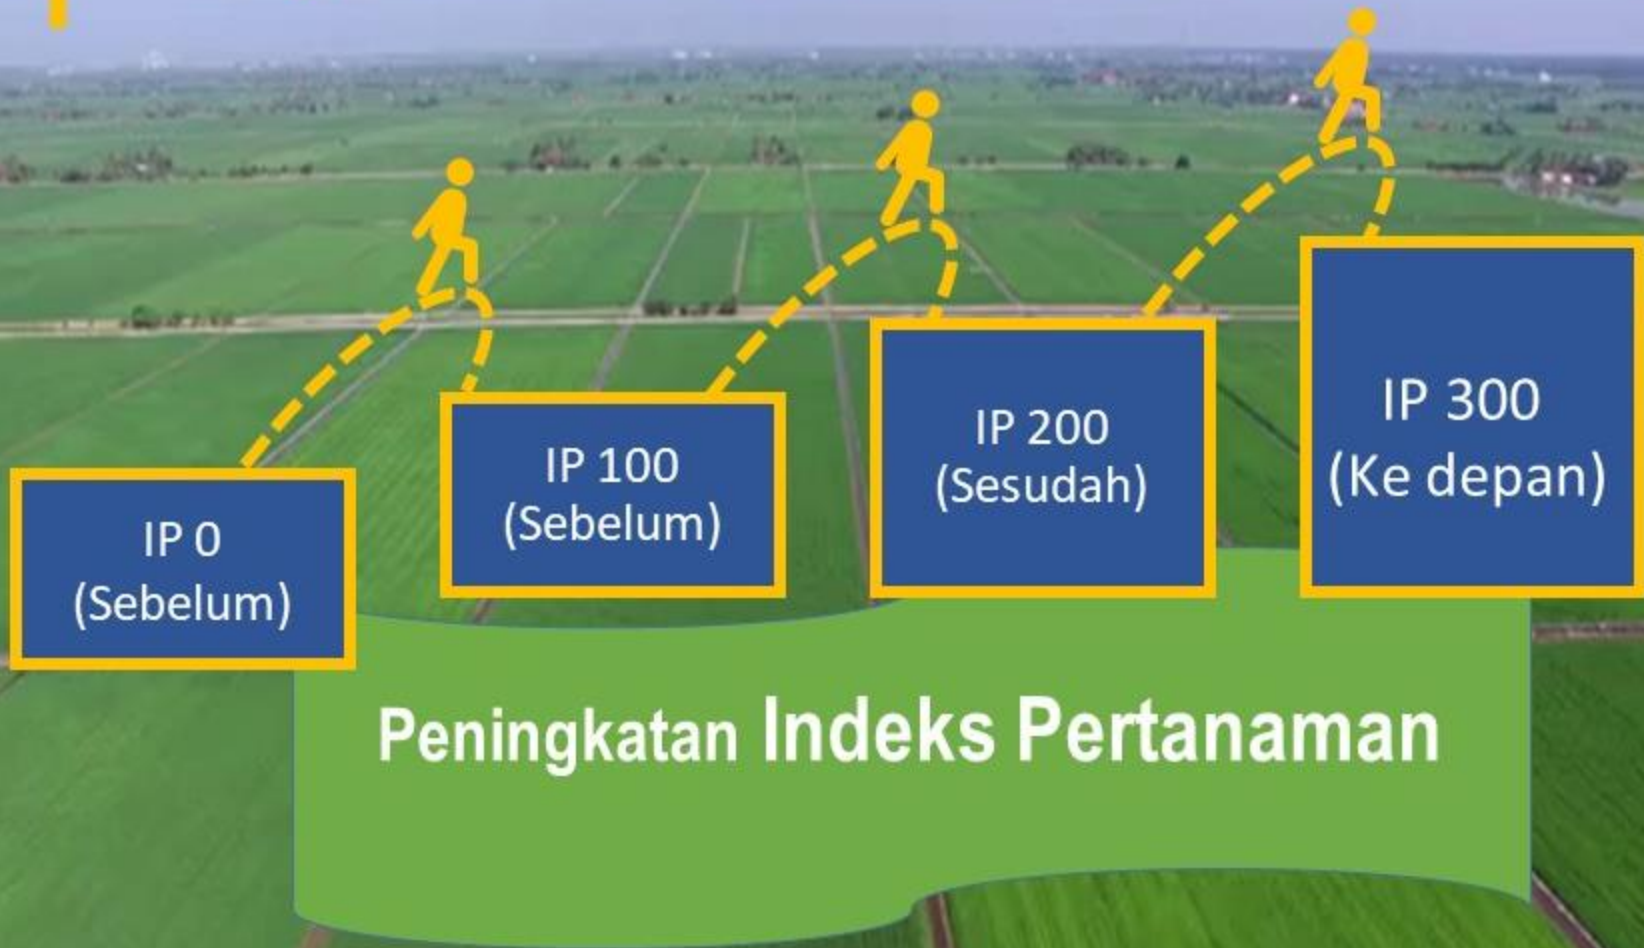 IP 0
(Sebelum)
IP 100
(Sebelum)
IP 200
(Sesudah)
IP 300
(Ke depan)
Peningkatan Indeks Pertanaman